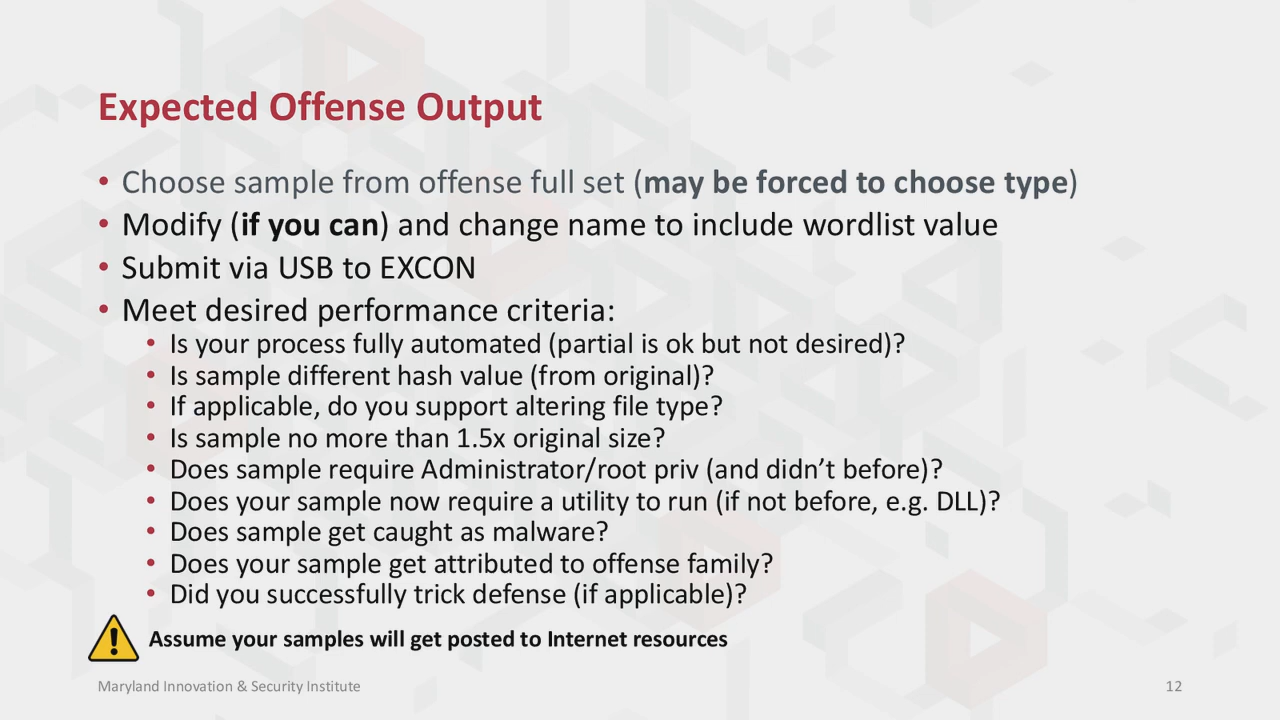 Expected Offense Output
• Choose sample from offense full set (may be forced to choose type)
• Modify (if you can) and change name to include wordlist value
• Submit via USB to EXCON
• Meet desired performance criteria:
• Is your process fully automated (partial is ok but not desired)?
• Is sample different hash value (from original)?
• If applicable, do you support altering file type?
• Is sample no more than 1.5x original size?
• Does sample require Administrator/root priv (and didn’t before)?
• Does your sample now require a utility to run (if not before, e.g. DLL)?
• Does sample get caught as malware?
• Does your sample get attributed to offense family?
• Did you successfully trick defense (if applicable)?
Assume your samples will get posted to Internet resources
Maryland Innovation & Security Institute
12